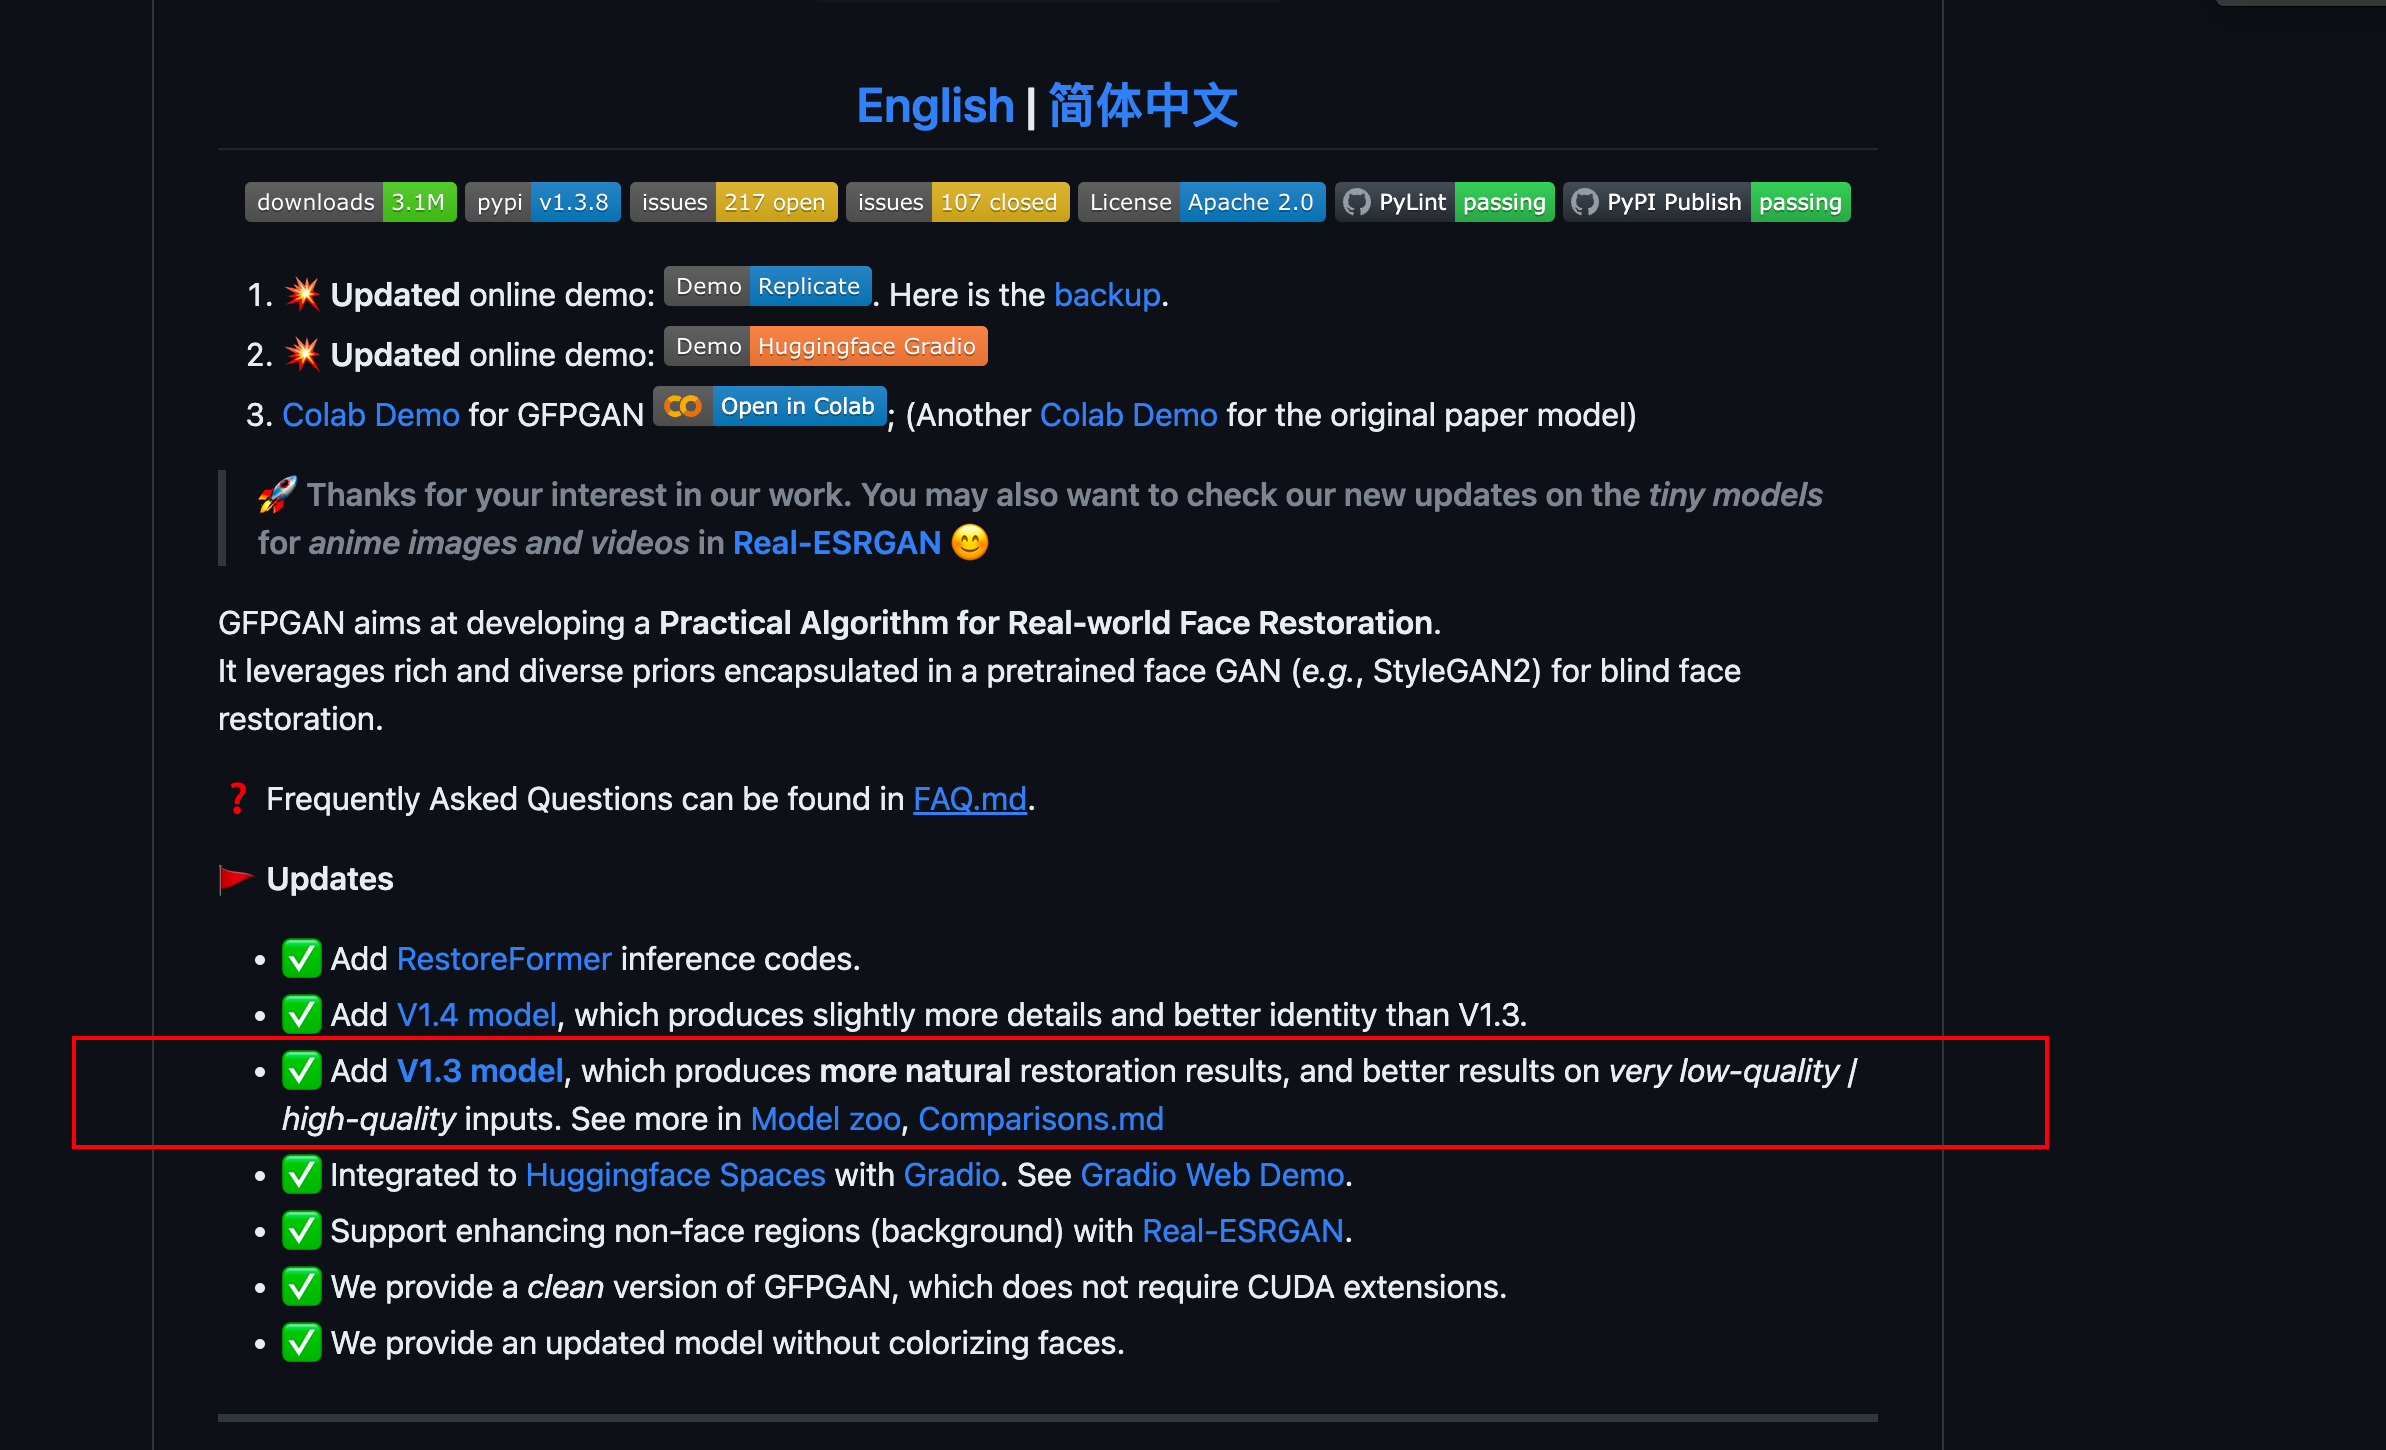 English | 简体中文
downloads 3.1M pypi v1.3.8 issues 217 open issues 107 closed License Apache 2.0 PyLint passing PyPI Publish passing
1. 💥 Updated online demo: Demo Replicate. Here is the backup.
2. 💥 Updated online demo: Demo Huggingface Gradio
3. Colab Demo for GFPGAN Open in Colab; (Another Colab Demo for the original paper model)
🚀 Thanks for your interest in our work. You may also want to check our new updates on the tiny models
for anime images and videos in Real-ESRGAN 😊
GFPGAN aims at developing a Practical Algorithm for Real-world Face Restoration.
It leverages rich and diverse priors encapsulated in a pretrained face GAN (e.g., StyleGAN2) for blind face
restoration.
❓ Frequently Asked Questions can be found in FAQ.md.
🚩 Updates
• ✅ Add RestoreFormer inference codes.
• ✅ Add V1.4 model, which produces slightly more details and better identity than V1.3.
• ✅ Add V1.3 model, which produces more natural restoration results, and better results on very low-quality /
high-quality inputs. See more in Model zoo, Comparisons.md
• ✅ Integrated to Huggingface Spaces with Gradio. See Gradio Web Demo.
• ✅ Support enhancing non-face regions (background) with Real-ESRGAN.
• ✅ We provide a clean version of GFPGAN, which does not require CUDA extensions.
• ✅ We provide an updated model without colorizing faces.